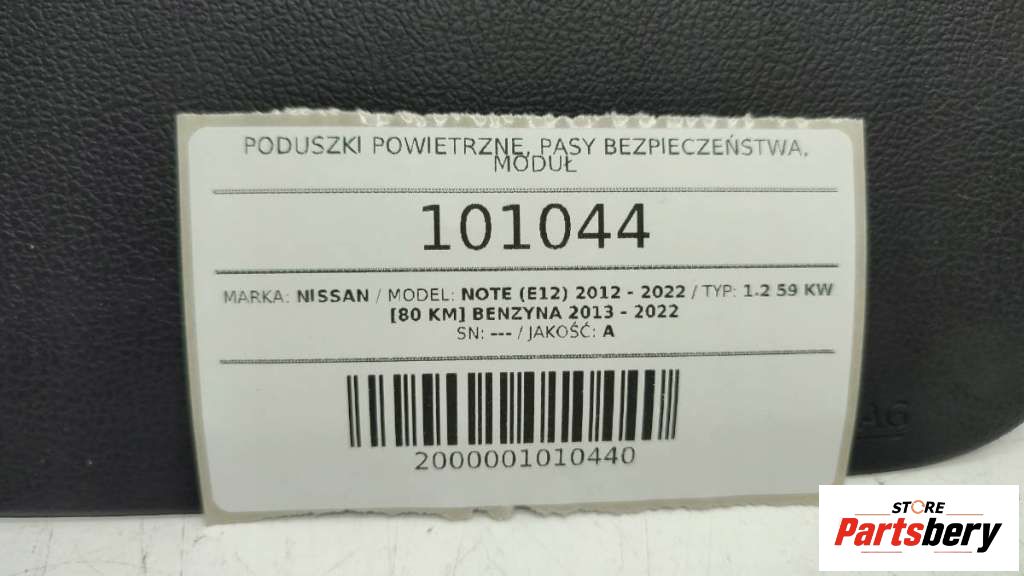 PODUSZKI POWIETRZNE, PASY BEZPIECZEŃSTWA,
MODUŁ
101044
MARKA: NISSAN / MODEL: NOTE (E12) 2012 - 2022 / TYP: 1.2 59 KW
[80 KM] BENZYNA 2013 - 2022
SN: --- / JAKOŚĆ: A
2000001010440
STORE
Partsbery